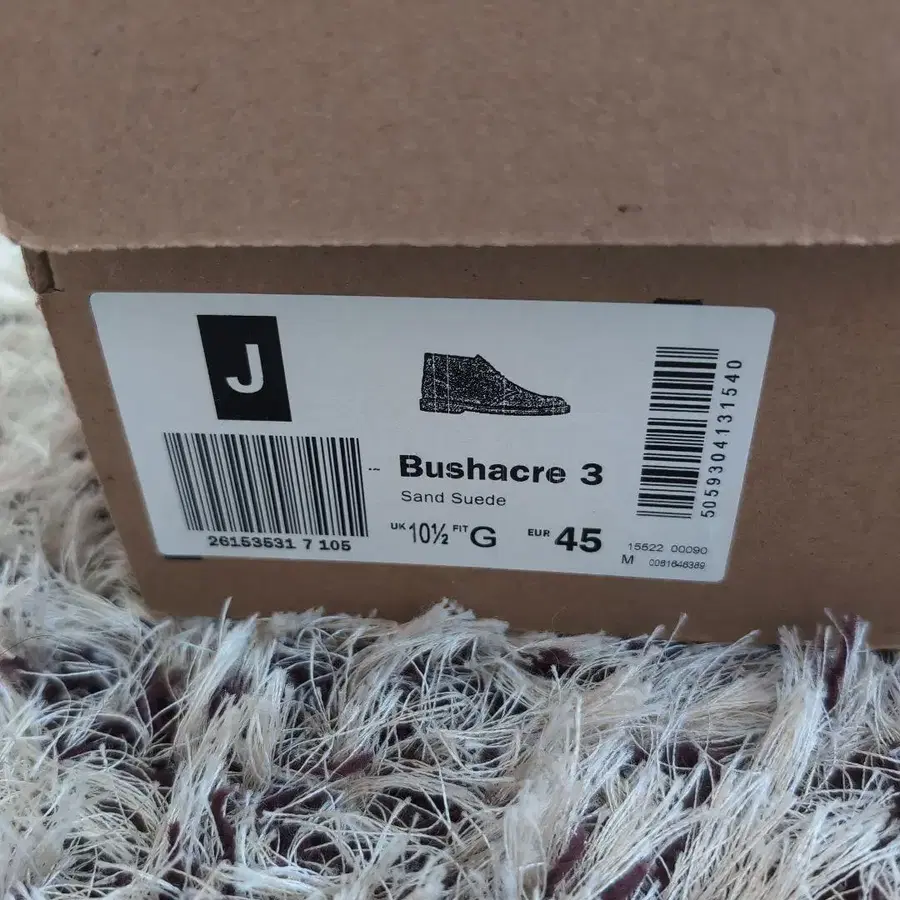 J
26153531 7 105
Bushacre 3
Sand Suede
UK 10½ FIT G EUR 45
5059304131540
15522 00090
M 0081646389